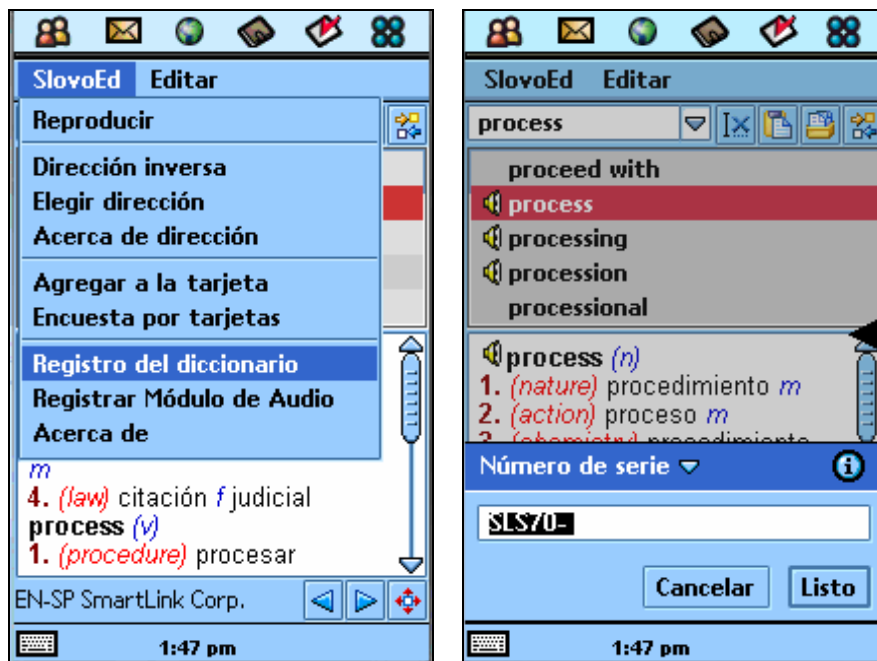 SlovoEd Editar
Reproducir
Dirección inversa
Elegir dirección
Acerca de dirección
Agregar a la tarjeta
Encuesta por tarjetas
Registro del diccionario
Registrar Módulo de Audio
Acerca de
m
4. (law) citación f judicial
process (v)
1. (procedure) procesar
EN-SP SmartLink Corp.
1:47 pm
SlovoEd Editar
process
proceed with
process
processing
procession
processional
process (n)
1. (nature) procedimiento m
2. (action) proceso m
3. (chemistry) procedimiento
Número de serie
SLS70-
Cancelar Listo
1:47 pm